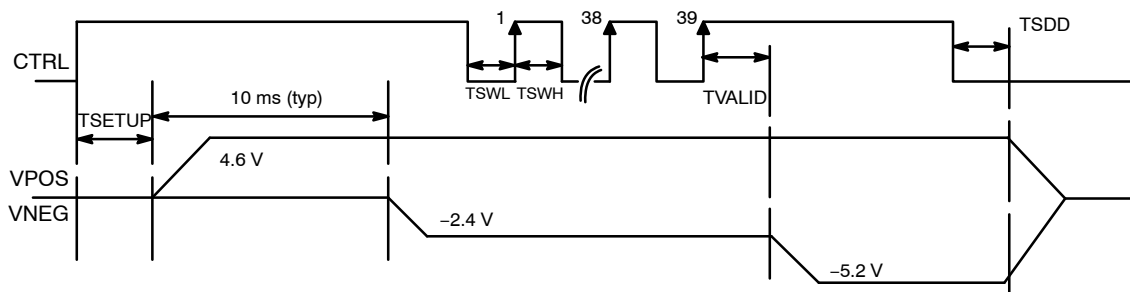 1
38
39
TSDD
CTRL
TSWL
TSWH
TVALID
10 ms (typ)
TSETUP
4.6 V
VPOS
VNEG
−2.4 V
−5.2 V